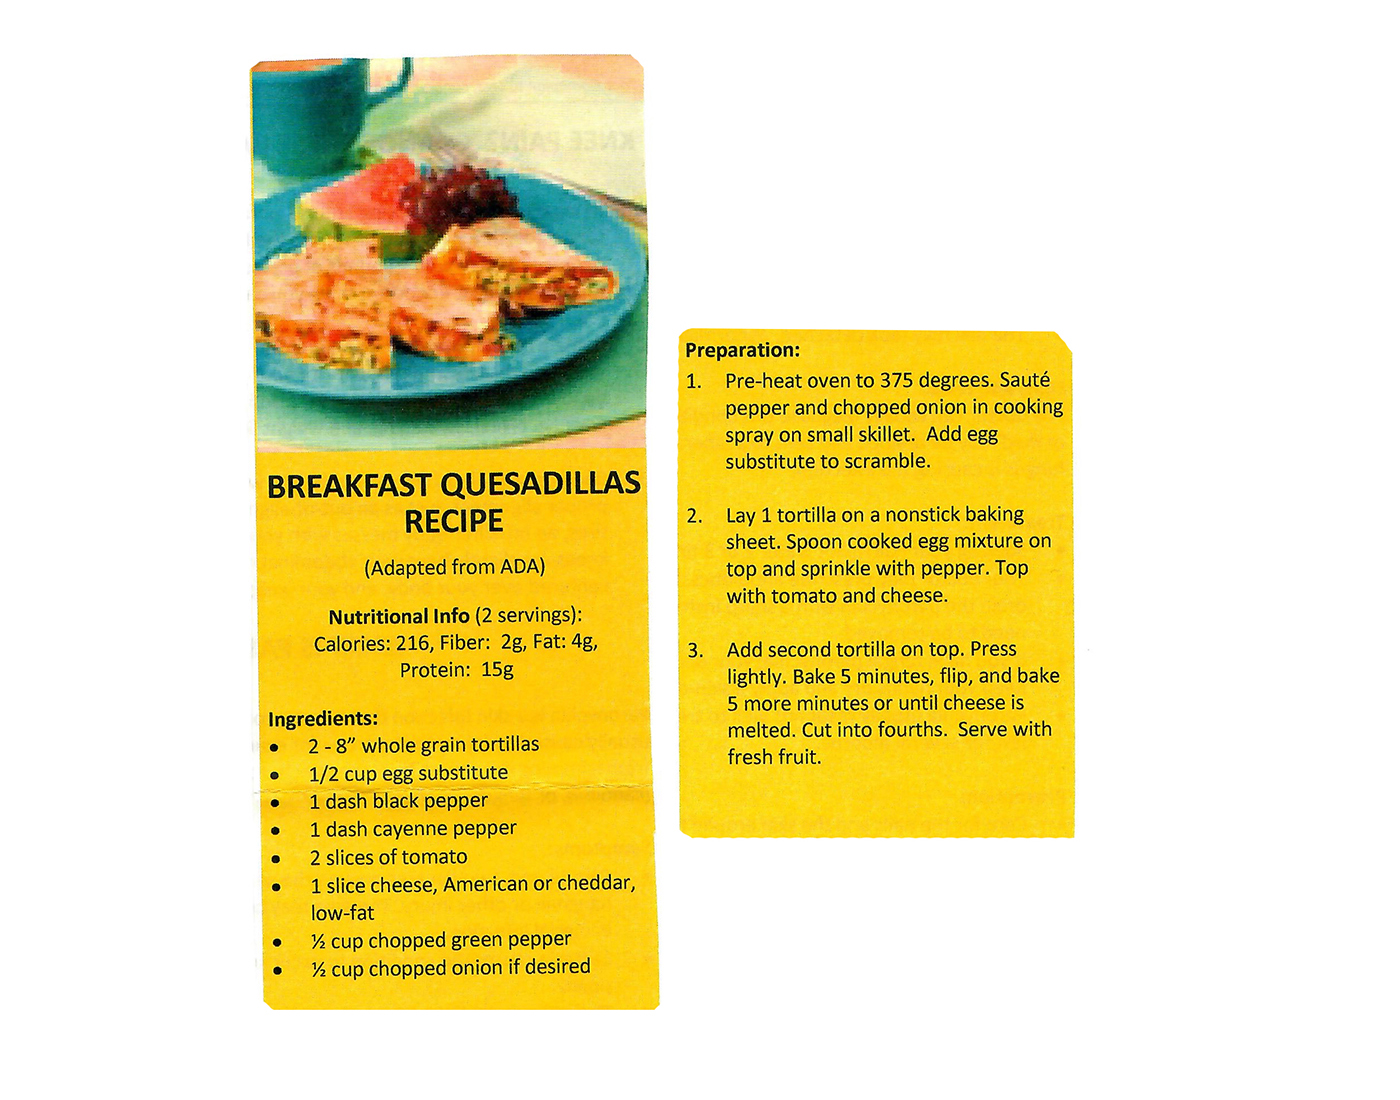 BREAKFAST QUESADILLAS
RECIPE
(Adapted from ADA)
Nutritional Info (2 servings):
Calories: 216, Fiber:  2g, Fat: 4g,
Protein:  15g
Ingredients:
• 2 - 8” whole grain tortillas
• 1/2 cup egg substitute
• 1 dash black pepper
• 1 dash cayenne pepper
• 2 slices of tomato
• 1 slice cheese, American or cheddar,
low-fat
• ½ cup chopped green pepper
• ½ cup chopped onion if desired
Preparation:
1. Pre-heat oven to 375 degrees. Sauté
pepper and chopped onion in cooking
spray on small skillet.  Add egg
substitute to scramble.
2. Lay 1 tortilla on a nonstick baking
sheet. Spoon cooked egg mixture on
top and sprinkle with pepper. Top
with tomato and cheese.
3. Add second tortilla on top. Press
lightly. Bake 5 minutes, flip, and bake
5 more minutes or until cheese is
melted. Cut into fourths.  Serve with
fresh fruit.